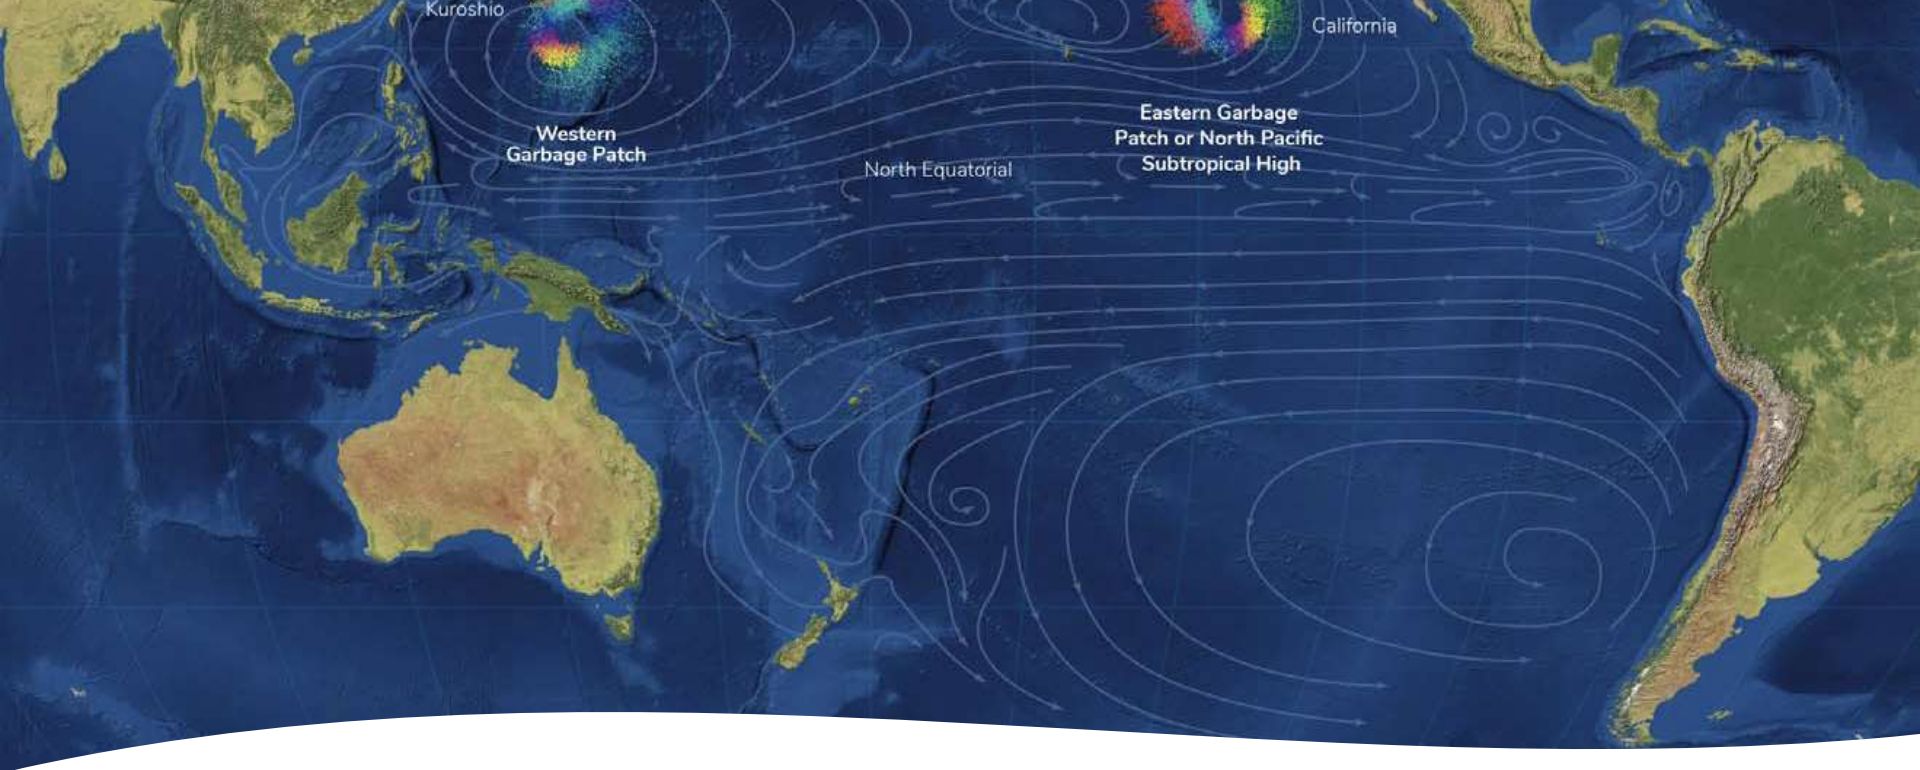 Kuroshio
California
Western
Garbage Patch
Eastern Garbage
Patch or North Pacific
Subtropical High
North Equatorial